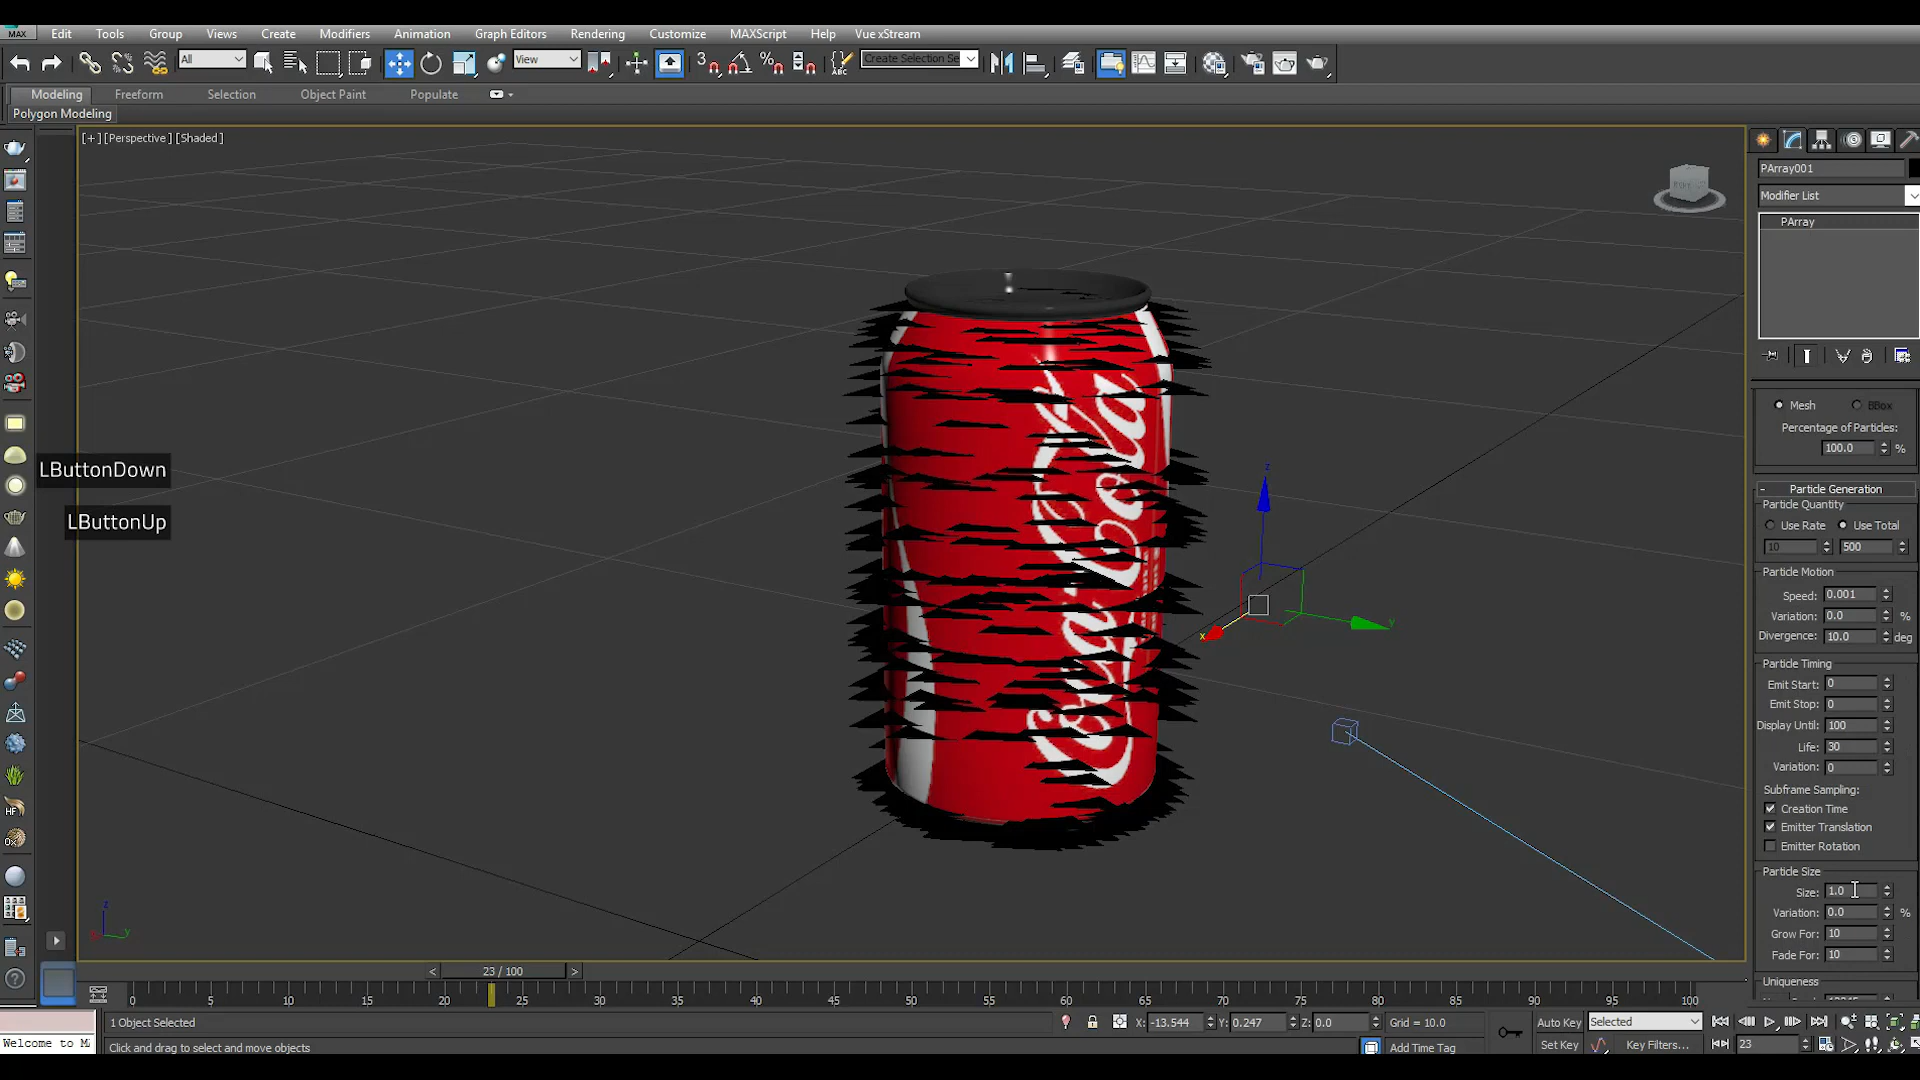 MAX Edit Tools Group Views Create Modifiers Animation Graph Editors Rendering Customize MAXScript Help Vue xStream
All View 3 % ABC Create Selection Se
Modeling Freeform Selection Object Paint Populate
Polygon Modeling
[+] [Perspective] [Shaded]
PArray001
Modifier List
PArray
Mesh BBox
Percentage of Particles:
100.0 %
- Particle Generation
Particle Quantity
Use Rate Use Total
10 500
Particle Motion
Speed: 0.001
Variation: 0.0 %
Divergence: 10.0 deg
Particle Timing
Emit Start: 0
Emit Stop: 0
Display Until: 100
Life: 30
Variation: 0
Subframe Sampling:
Creation Time
Emitter Translation
Emitter Rotation
Particle Size
Size: 1.0
Variation: 0.0 %
Grow For: 10
Fade For: 10
Uniqueness
LButtonDown
LButtonUp
Coca-Cola
z
x
y
z
y
< 23 / 100 >
0 5 10 15 20 25 30 35 40 45 50 55 60 65 70 75 80 85 90 95 100
1 Object Selected X: -13.544 Y: 0.247 Z: 0.0 Grid = 10.0 Auto Key Selected
Welcome to Click and drag to select and move objects Add Time Tag Set Key Key Filters... 23